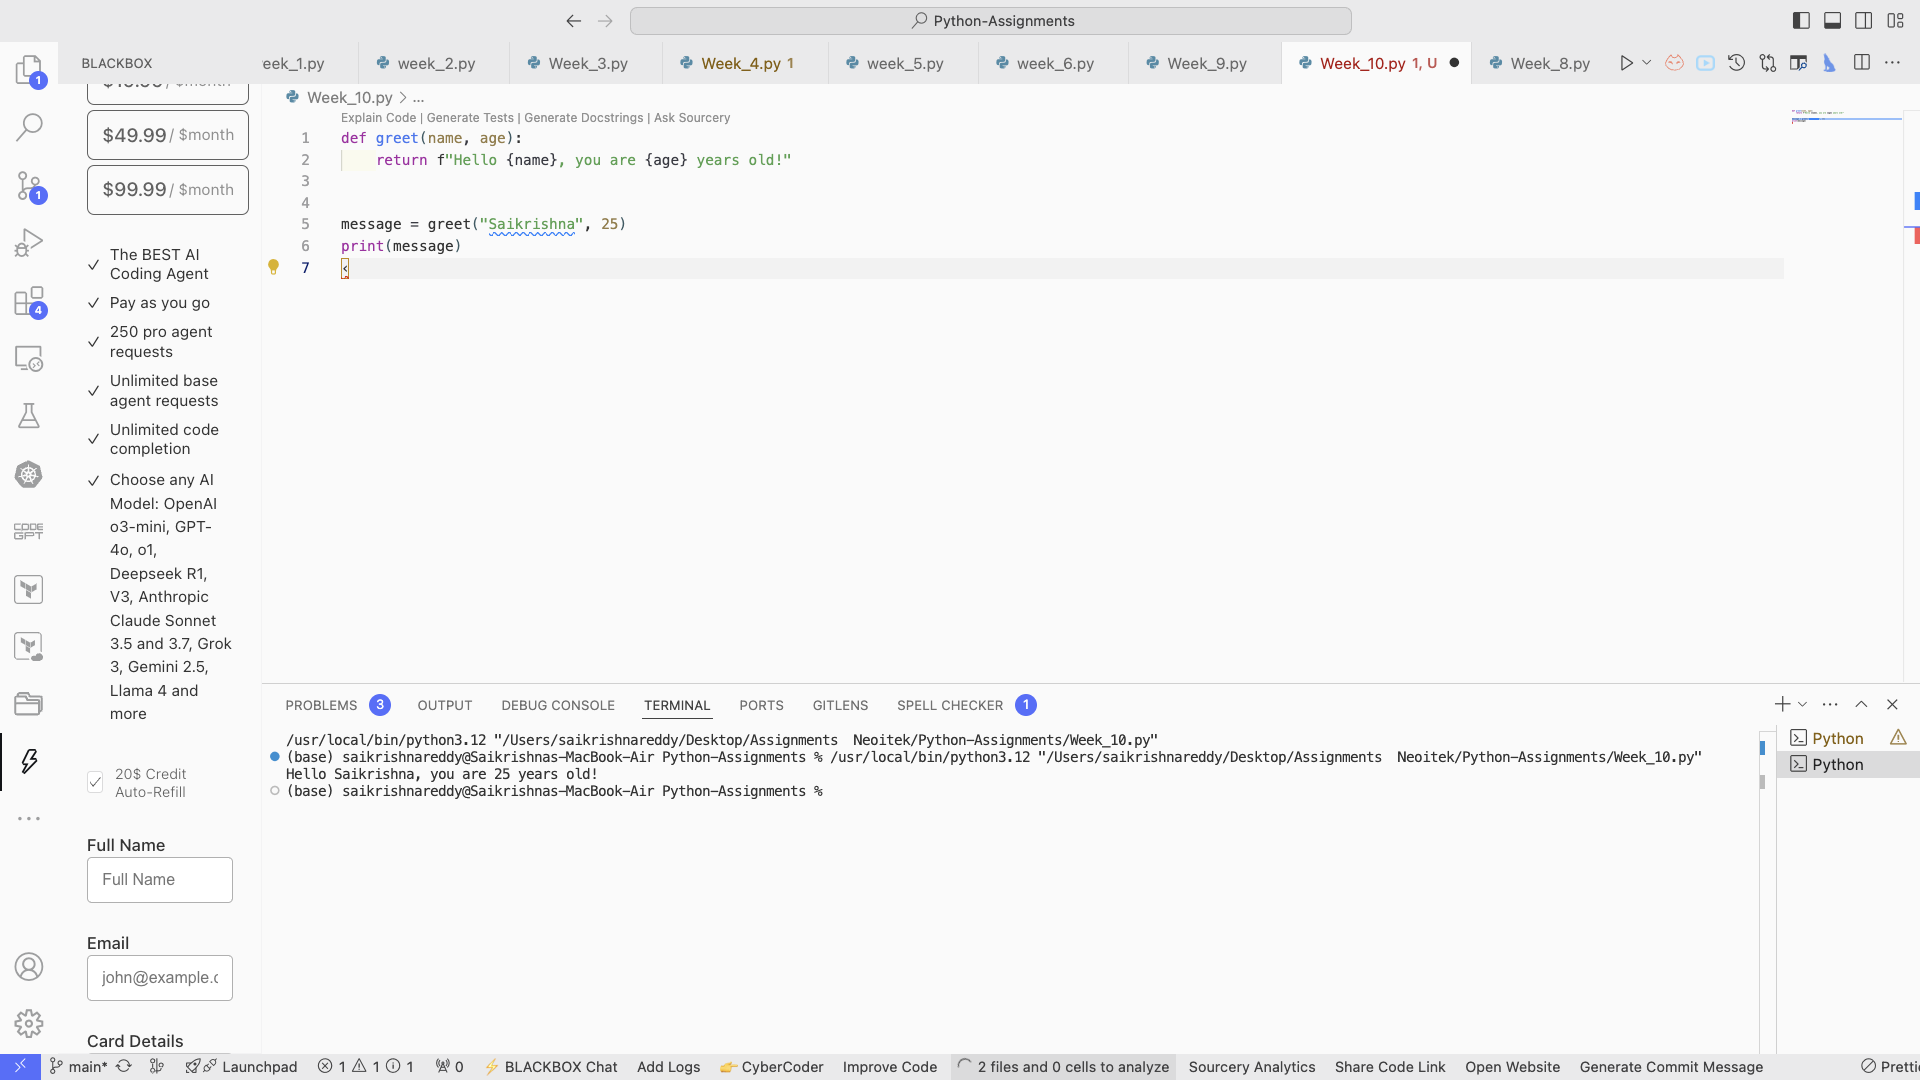 Python-Assignments
BLACKBOX
eek_1.py
week_2.py
Week_3.py
Week_4.py 1
week_5.py
week_6.py
Week_9.py
Week_10.py 1, U
Week_8.py
1
$49.99/ $month
$99.99/ $month
The BEST AI
Coding Agent
Pay as you go
250 pro agent
requests
Unlimited base
agent requests
Unlimited code
completion
Choose any AI
Model: OpenAI
o3-mini, GPT-
4o, o1,
Deepseek R1,
V3, Anthropic
Claude Sonnet
3.5 and 3.7, Grok
3, Gemini 2.5,
Llama 4 and
more
20$ Credit
Auto-Refill
Full Name
Full Name
Email
john@example.c
Card Details
1
4
CODE
GPT
Week_10.py > ...
Explain Code | Generate Tests | Generate Docstrings | Ask Sourcery
1 def greet(name, age):
2     return f"Hello {name}, you are {age} years old!"
3
4
5 message = greet("Saikrishna", 25)
6 print(message)
7 ‹
PROBLEMS 3 OUTPUT DEBUG CONSOLE TERMINAL PORTS GITLENS SPELL CHECKER 1
/usr/local/bin/python3.12 "/Users/saikrishnareddy/Desktop/Assignments  Neoitek/Python-Assignments/Week_10.py"
(base) saikrishnareddy@Saikrishnas-MacBook-Air Python-Assignments % /usr/local/bin/python3.12 "/Users/saikrishnareddy/Desktop/Assignments  Neoitek/Python-Assignments/Week_10.py"
Hello Saikrishna, you are 25 years old!
(base) saikrishnareddy@Saikrishnas-MacBook-Air Python-Assignments %
Python
Python
main* Launchpad 1 1 1 0 BLACKBOX Chat Add Logs CyberCoder Improve Code 2 files and 0 cells to analyze Sourcery Analytics Share Code Link Open Website Generate Commit Message Pretti